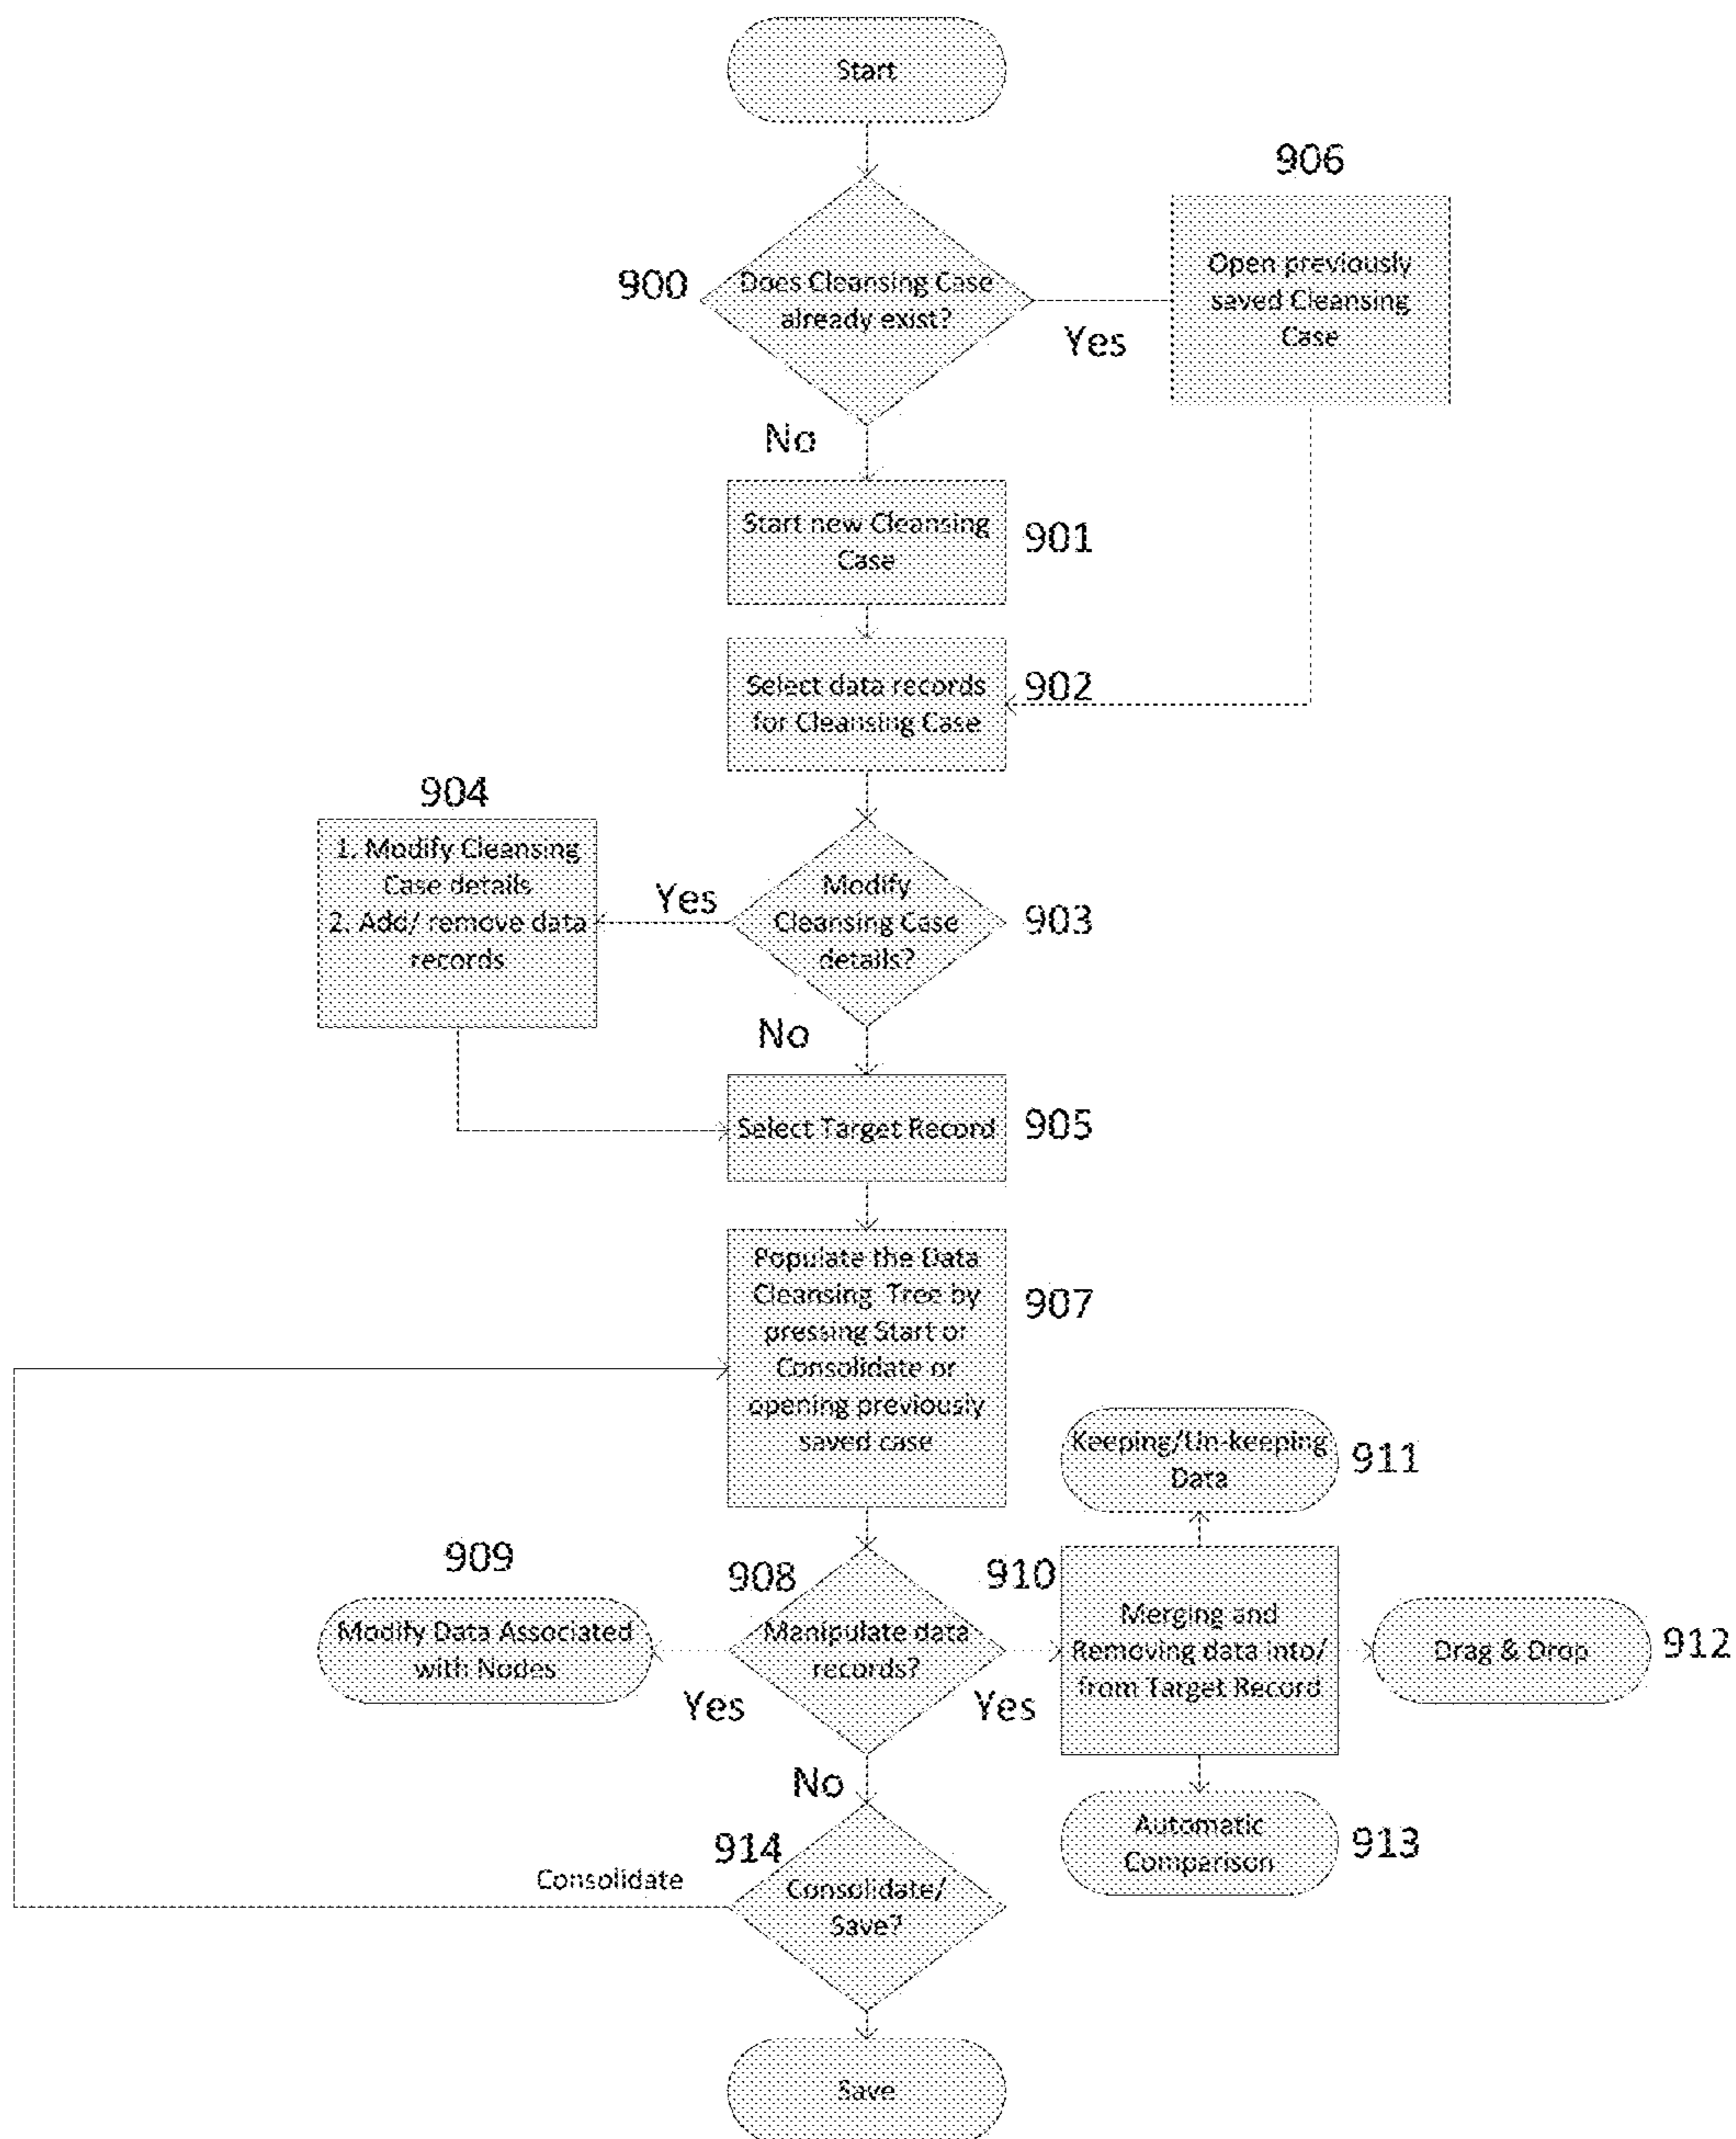 Start
906
900
Does Cleansing Case
already exist?
Open previously
saved Cleansing
Case
Yes
No
Start new Cleansing
Case
901
Select data records
for Cleansing Case
902
904
1. Modify Cleansing
Case details
2. Add/ remove data
records
Yes
Modify
Cleansing Case
details?
903
No
Select Target Record
905
Populate the Data
Cleansing Tree by
pressing Start or
Consolidate or
opening previously
saved case
907
Keeping/Un-keeping
Data
911
909
908
910
Modify Data Associated
with Nodes
Manipulate data
records?
Merging and
Removing data into/
from Target Record
Drag & Drop
912
Yes
Yes
No
Automatic
Comparison
913
914
Consolidate
Consolidate/
Save?
Save